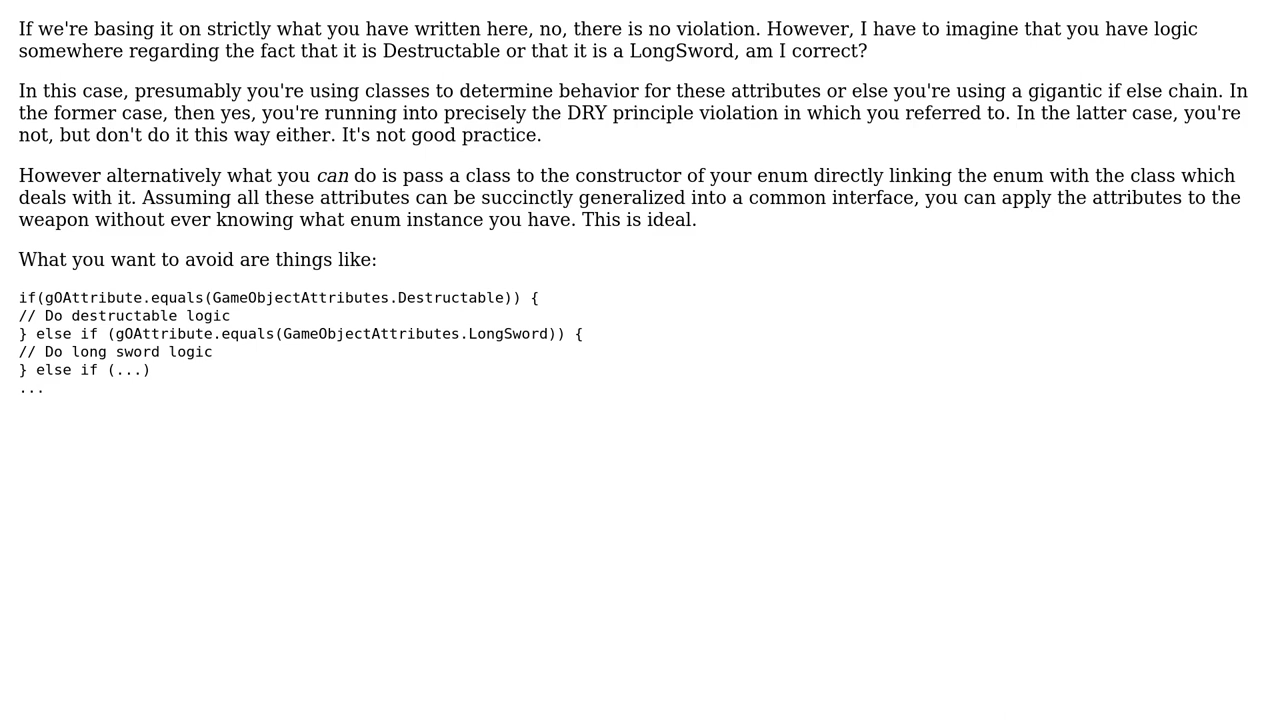 If we're basing it on strictly what you have written here, no, there is no violation. However, I have to imagine that you have logic
somewhere regarding the fact that it is Destructable or that it is a LongSword, am I correct?
In this case, presumably you're using classes to determine behavior for these attributes or else you're using a gigantic if else chain. In
the former case, then yes, you're running into precisely the DRY principle violation in which you referred to. In the latter case, you're
not, but don't do it this way either. It's not good practice.
However alternatively what you can do is pass a class to the constructor of your enum directly linking the enum with the class which
deals with it. Assuming all these attributes can be succinctly generalized into a common interface, you can apply the attributes to the
weapon without ever knowing what enum instance you have. This is ideal.
What you want to avoid are things like:
if(gOAttribute.equals(GameObjectAttributes.Destructable)) {
// Do destructable logic
} else if (gOAttribute.equals(GameObjectAttributes.LongSword)) {
// Do long sword logic
} else if (...)
...